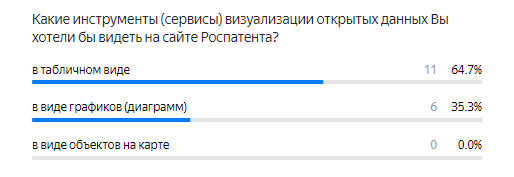 Какие инструменты (сервисы) визуализации открытых данных Вы
хотели бы видеть на сайте Роспатента?
в табличном виде 11 64.7%
в виде графиков (диаграмм) 6 35.3%
в виде объектов на карте 0 0.0%